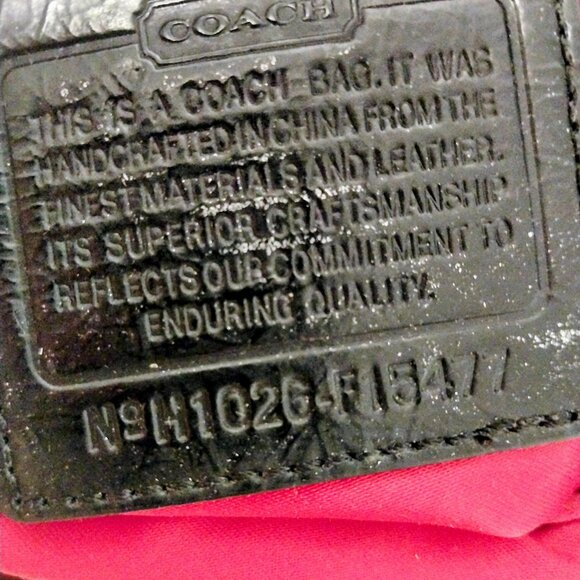 COACH
THIS IS A COACH BAG. IT WAS
HANDCRAFTED IN CHINA FROM THE
FINEST MATERIALS AND LEATHER.
ITS SUPERIOR CRAFTSMANSHIP
REFLECTS OUR COMMITMENT TO
ENDURING QUALITY.
Nº H1026-F15477